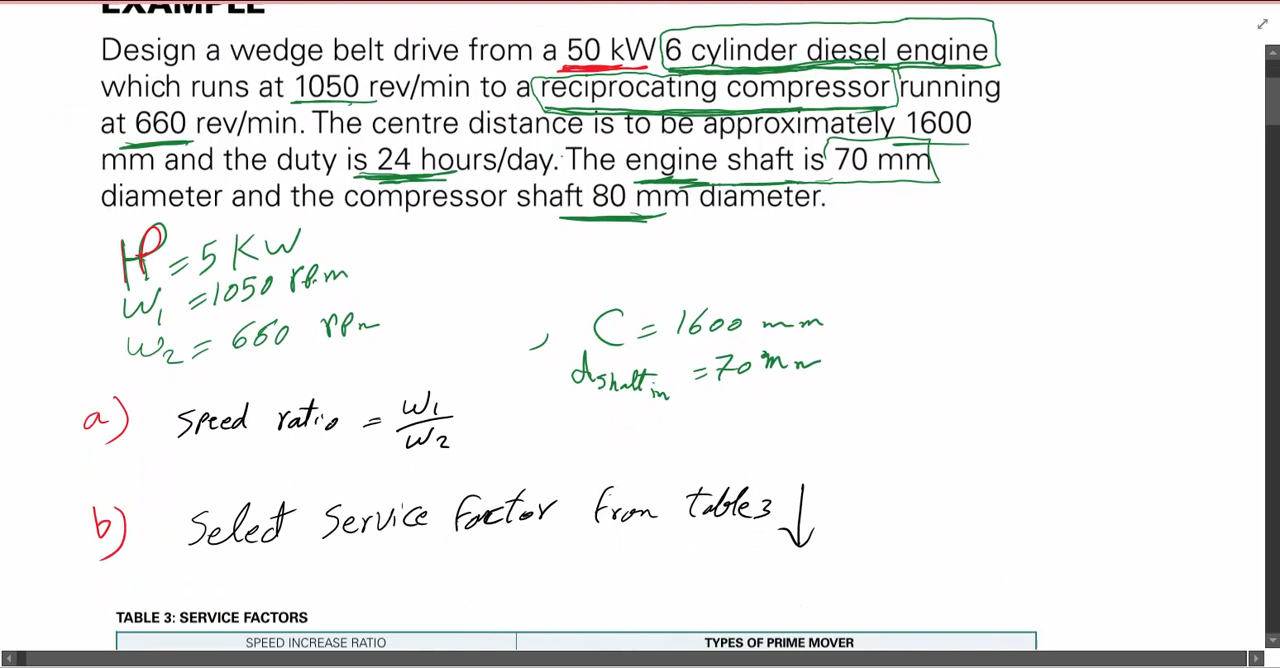 EXAMPLE
Design a wedge belt drive from a 50 kW 6 cylinder diesel engine
which runs at 1050 rev/min to a reciprocating compressor running
at 660 rev/min. The centre distance is to be approximately 1600
mm and the duty is 24 hours/day. The engine shaft is 70 mm
diameter and the compressor shaft 80 mm diameter.
HP = 5 KW
W1 = 1050 rpm
W2 = 660 rpm
, C = 1600 mm
dshaft in = 70 mm
a) speed ratio = W1/W2
b) Select Service Factor From table 3 ↓
TABLE 3: SERVICE FACTORS
SPEED INCREASE RATIO TYPES OF PRIME MOVER